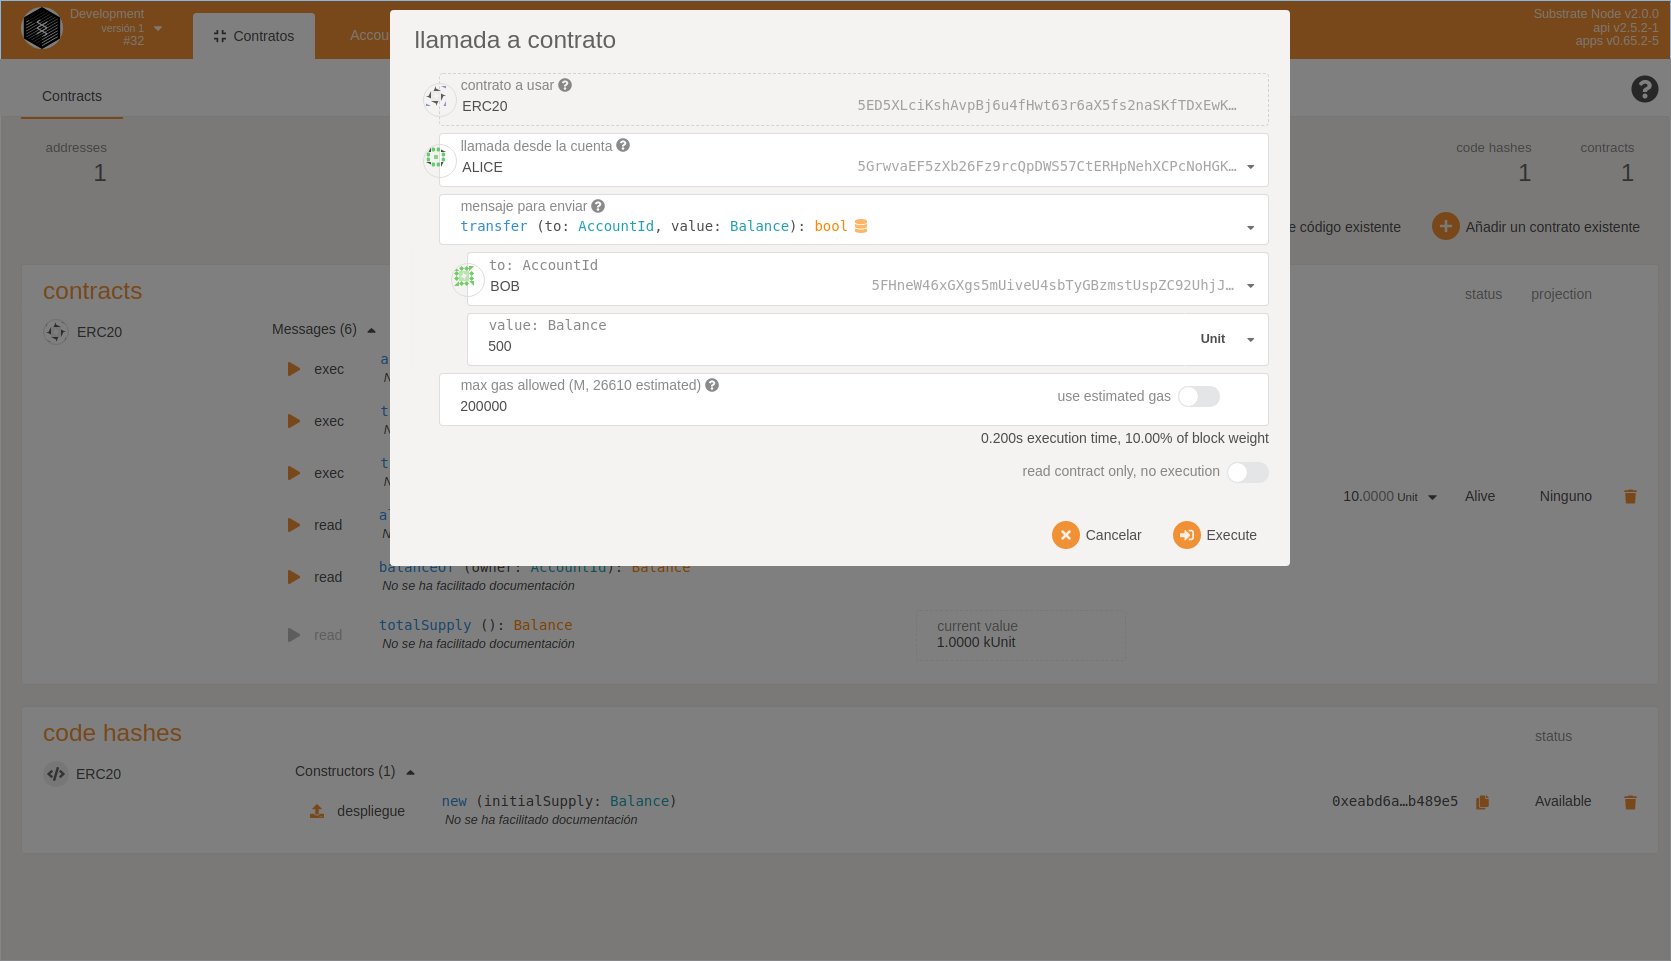 Development
versión 1
#32
Contratos
Accou
Substrate Node v2.0.0
api v2.5.2-1
apps v0.65.2-5
Contracts
addresses
1
code hashes
1
contracts
1
e código existente
Añadir un contrato existente
llamada a contrato
contrato a usar
ERC20
5ED5XLciKshAvpBj6u4fHwt63r6aX5fs2naSKfTDxEwK…
llamada desde la cuenta
ALICE
5GrwvaEF5zXb26Fz9rcQpDWS57CtERHpNehXCPcNoHGK…
mensaje para enviar
transfer (to: AccountId, value: Balance): bool
to: AccountId
BOB
5FHneW46xGXgs5mUiveU4sbTyGBzmstUspZC92UhjJ…
value: Balance
500
Unit
max gas allowed (M, 26610 estimated)
200000
use estimated gas
0.200s execution time, 10.00% of block weight
read contract only, no execution
Cancelar
Execute
contracts
status
projection
ERC20
Messages (6)
exec
a
N
exec
t
N
exec
t
N
10.0000 Unit
Alive
Ninguno
read
al
N
read
balanceOf (owner: AccountId): Balance
No se ha facilitado documentación
read
totalSupply (): Balance
No se ha facilitado documentación
current value
1.0000 kUnit
code hashes
status
ERC20
Constructors (1)
despliegue
new (initialSupply: Balance)
No se ha facilitado documentación
0xeabd6a…b489e5
Available